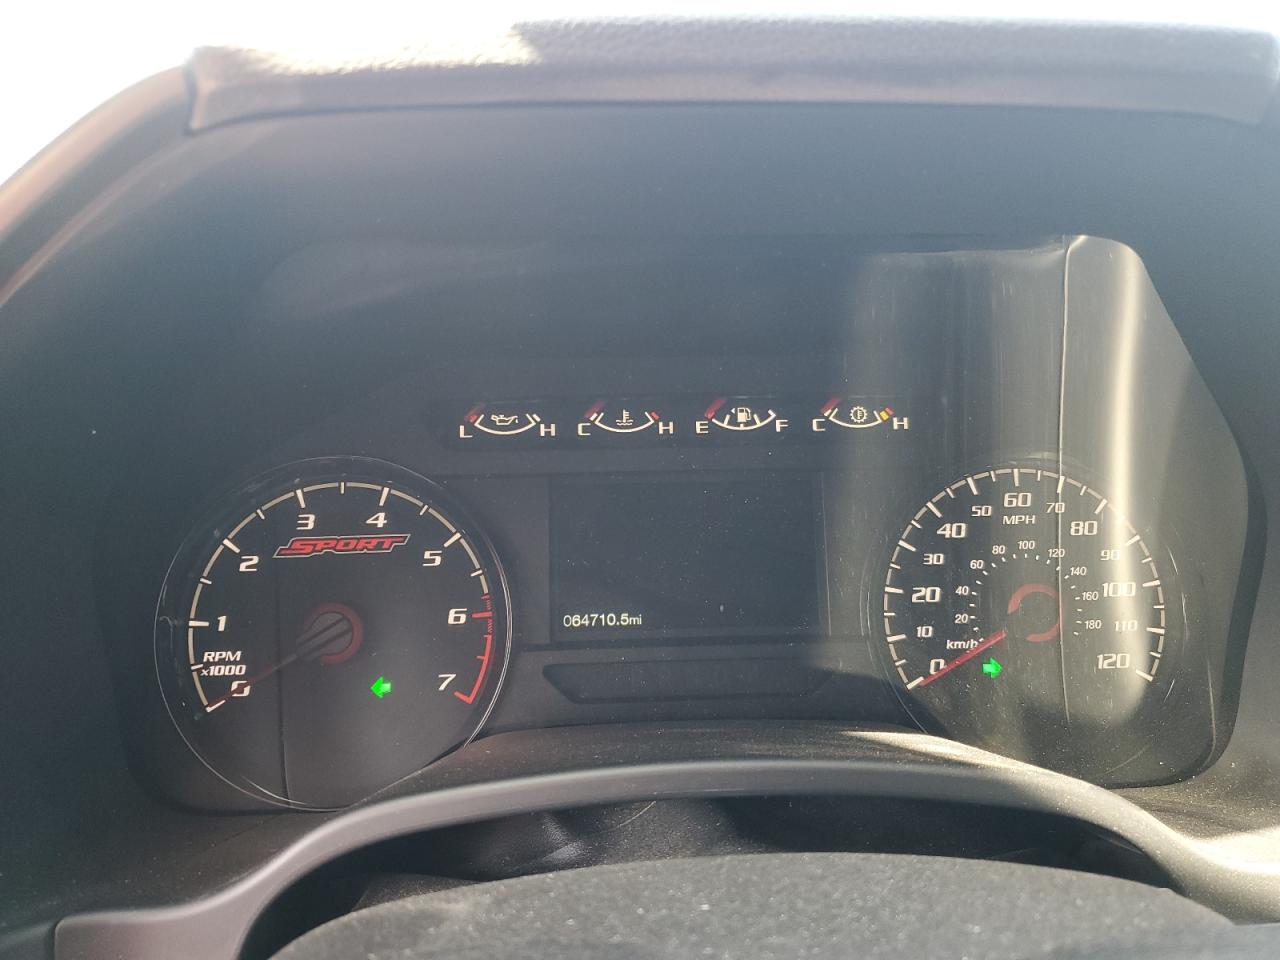 L H C H E F C H
SPORT
RPM
x1000
0 1 2 3 4 5 6 7
064710.5mi
MPH
0 10 20 30 40 50 60 70 80 90 100 110 120
km/h
20 40 60 80 100 120 140 160 180